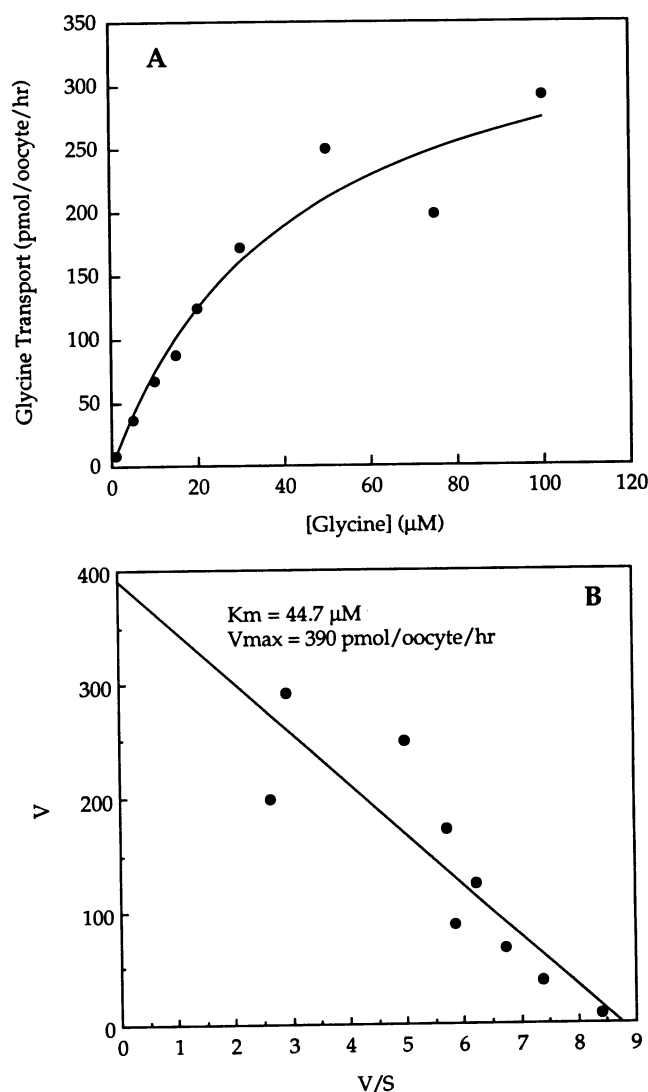 A
350
300
250
200
150
100
50
0
0 20 40 60 80 100 120
Glycine Transport (pmol/oocyte/hr)
[Glycine] (µM)
B
Km = 44.7 µM
Vmax = 390 pmol/oocyte/hr
400
300
200
100
0
0 1 2 3 4 5 6 7 8 9
V
V/S